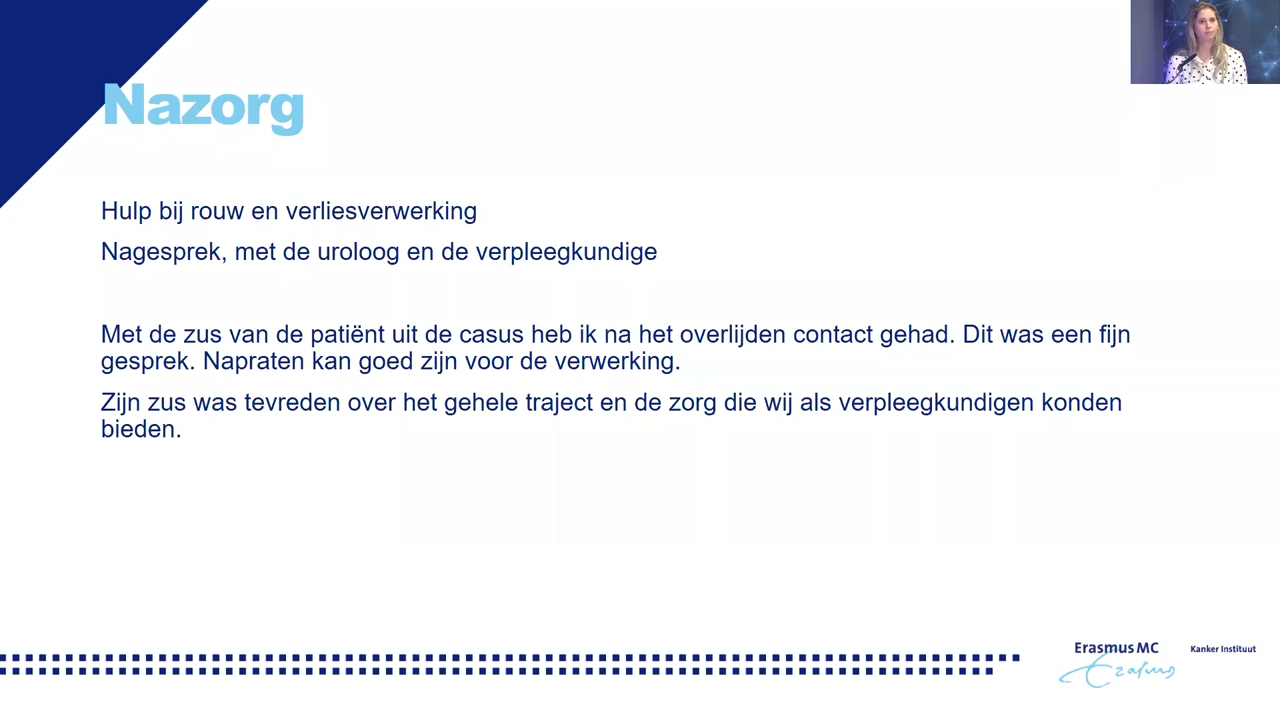 Nazorg
Hulp bij rouw en verliesverwerking
Nagesprek, met de uroloog en de verpleegkundige
Met de zus van de patiënt uit de casus heb ik na het overlijden contact gehad. Dit was een fijn
gesprek. Napraten kan goed zijn voor de verwerking.
Zijn zus was tevreden over het gehele traject en de zorg die wij als verpleegkundigen konden
bieden.
Erasmus MC
Kanker Instituut
Erasmus